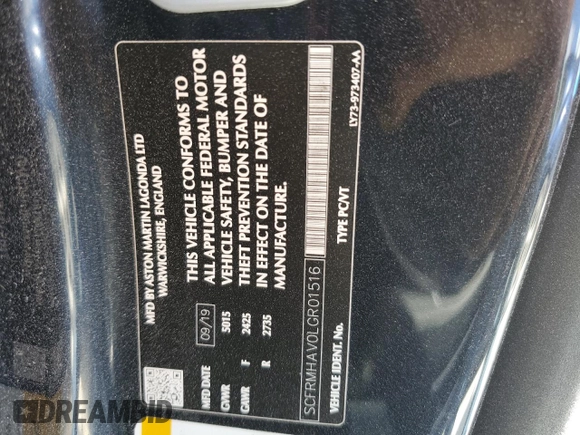 MFD BY ASTON MARTIN LAGONDA LTD
WARWICKSHIRE, ENGLAND
THIS VEHICLE CONFORMS TO
ALL APPLICABLE FEDERAL MOTOR
VEHICLE SAFETY, BUMPER AND
THEFT PREVENTION STANDARDS
IN EFFECT ON THE DATE OF
MANUFACTURE.
MFD DATE 09/19
GVWR 5015
GAWR F 2425
R 2735
SCFRMHAV0LGR01516
VEHICLE IDENT. No. TYPE PC/VT
LY73-973407-AA
DREAMBID